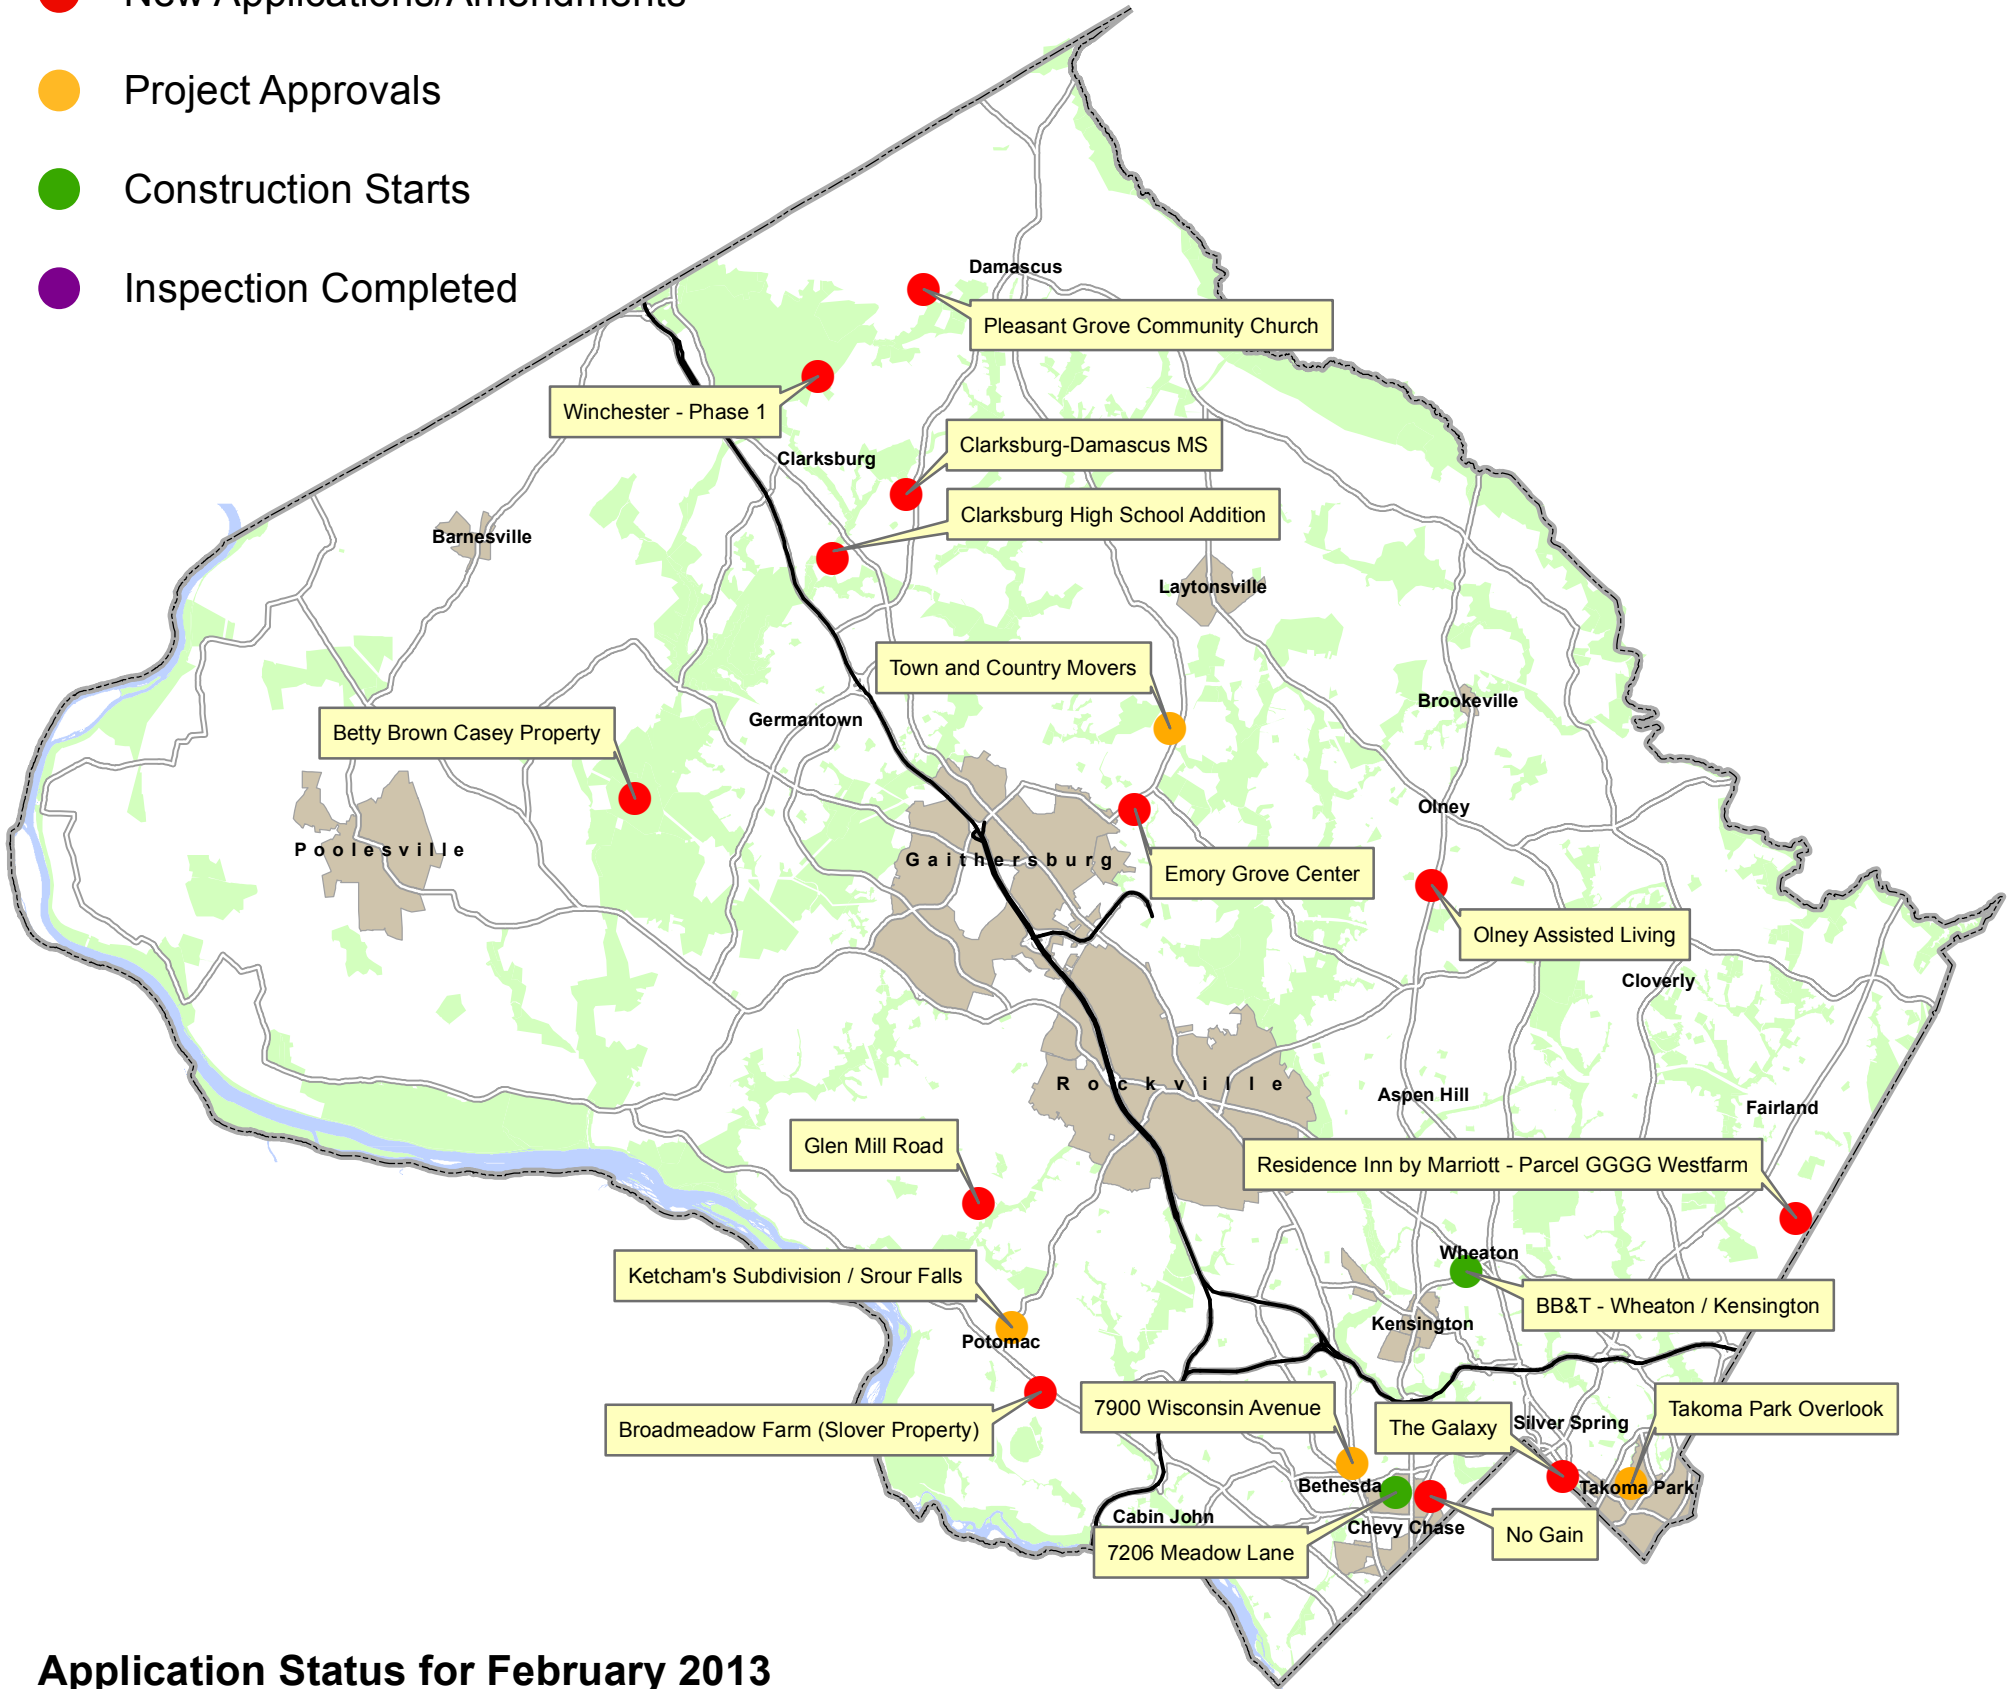 New Applications/Amendments
Project Approvals
Construction Starts
Inspection Completed
Damascus
Pleasant Grove Community Church
Winchester - Phase 1
Clarksburg-Damascus MS
Clarksburg
Clarksburg High School Addition
Barnesville
Laytonsville
Town and Country Movers
Brookeville
Germantown
Betty Brown Casey Property
Olney
Poolesville
Gaithersburg
Emory Grove Center
Olney Assisted Living
Cloverly
Rockville
Aspen Hill
Fairland
Glen Mill Road
Residence Inn by Marriott - Parcel GGGG Westfarm
Wheaton
Ketcham's Subdivision / Srour Falls
BB&T - Wheaton / Kensington
Kensington
Potomac
7900 Wisconsin Avenue
Takoma Park Overlook
Broadmeadow Farm (Slover Property)
The Galaxy
Silver Spring
Bethesda
Takoma Park
Cabin John
Chevy Chase
No Gain
7206 Meadow Lane
Application Status for February 2013